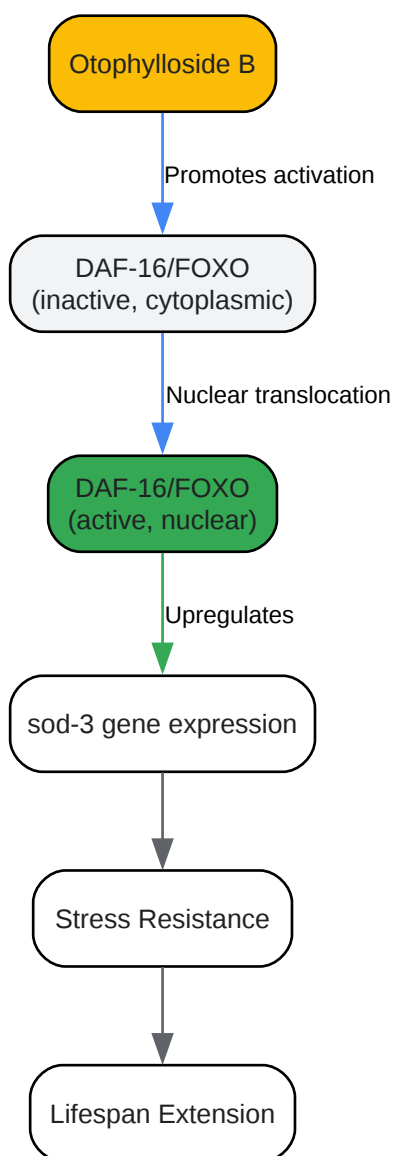 Otophylloside B
Promotes activation
DAF-16/FOXO
(inactive, cytoplasmic)
Nuclear translocation
DAF-16/FOXO
(active, nuclear)
Upregulates
sod-3 gene expression
Stress Resistance
Lifespan Extension